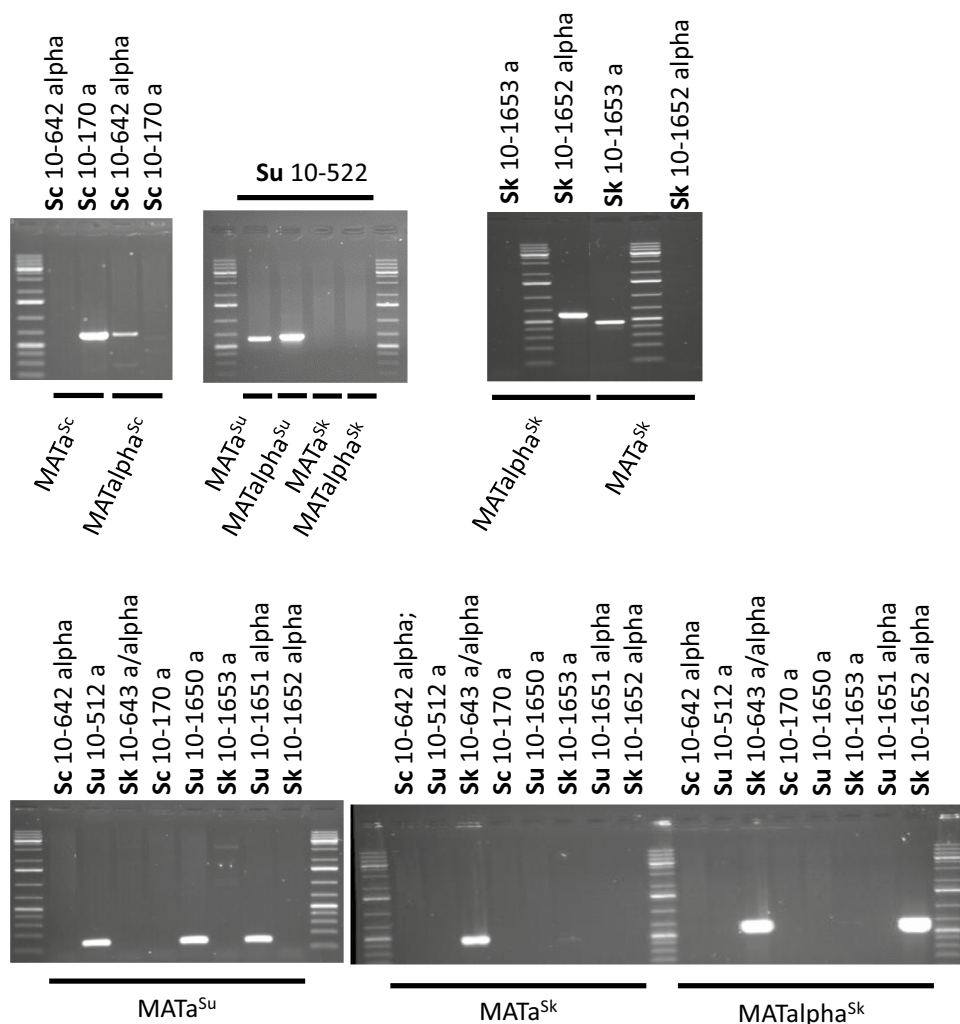 Sc 10-642 alpha
Sc 10-170 a
Sc 10-642 alpha
Sc 10-170 a
Su 10-522
Sk 10-1653 a
Sk 10-1652 alpha
Sk 10-1653 a
Sk 10-1652 alpha
MATa^Sc
MATalpha^Sc
MATa^Su
MATalpha^Su
MATa^Sk
MATalpha^Sk
MATalpha^Sk
MATa^Sk
Sc 10-642 alpha
Su 10-512 a
Sk 10-643 a/alpha
Sc 10-170 a
Su 10-1650 a
Sk 10-1653 a
Su 10-1651 alpha
Sk 10-1652 alpha
Sc 10-642 alpha;
Su 10-512 a
Sk 10-643 a/alpha
Sc 10-170 a
Su 10-1650 a
Sk 10-1653 a
Su 10-1651 alpha
Sk 10-1652 alpha
Sc 10-642 alpha
Su 10-512 a
Sk 10-643 a/alpha
Sc 10-170 a
Su 10-1650 a
Sk 10-1653 a
Su 10-1651 alpha
Sk 10-1652 alpha
MATa^Su
MATa^Sk
MATalpha^Sk